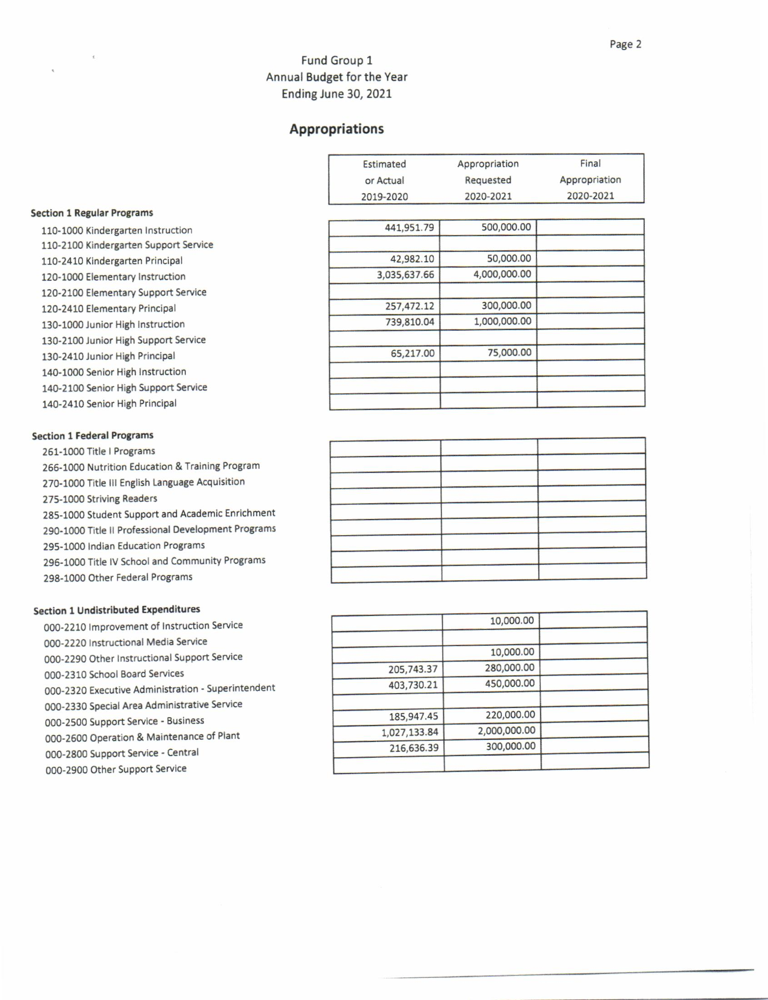 Page 2
Fund Group 1
Annual Budget for the Year
Ending June 30, 2021
Appropriations
Estimated Appropriation Final
or Actual Requested Appropriation
2019-2020 2020-2021 2020-2021
Section 1 Regular Programs
110-1000 Kindergarten Instruction 441,951.79 500,000.00
110-2100 Kindergarten Support Service
110-2410 Kindergarten Principal 42,982.10 50,000.00
120-1000 Elementary Instruction 3,035,637.66 4,000,000.00
120-2100 Elementary Support Service
120-2410 Elementary Principal 257,472.12 300,000.00
130-1000 Junior High Instruction 739,810.04 1,000,000.00
130-2100 Junior High Support Service
130-2410 Junior High Principal 65,217.00 75,000.00
140-1000 Senior High Instruction
140-2100 Senior High Support Service
140-2410 Senior High Principal
Section 1 Federal Programs
261-1000 Title I Programs
266-1000 Nutrition Education & Training Program
270-1000 Title III English Language Acquisition
275-1000 Striving Readers
285-1000 Student Support and Academic Enrichment
290-1000 Title II Professional Development Programs
295-1000 Indian Education Programs
296-1000 Title IV School and Community Programs
298-1000 Other Federal Programs
Section 1 Undistributed Expenditures
000-2210 Improvement of Instruction Service 10,000.00
000-2220 Instructional Media Service
000-2290 Other Instructional Support Service 10,000.00
000-2310 School Board Services 205,743.37 280,000.00
000-2320 Executive Administration - Superintendent 403,730.21 450,000.00
000-2330 Special Area Administrative Service
000-2500 Support Service - Business 185,947.45 220,000.00
000-2600 Operation & Maintenance of Plant 1,027,133.84 2,000,000.00
000-2800 Support Service - Central 216,636.39 300,000.00
000-2900 Other Support Service